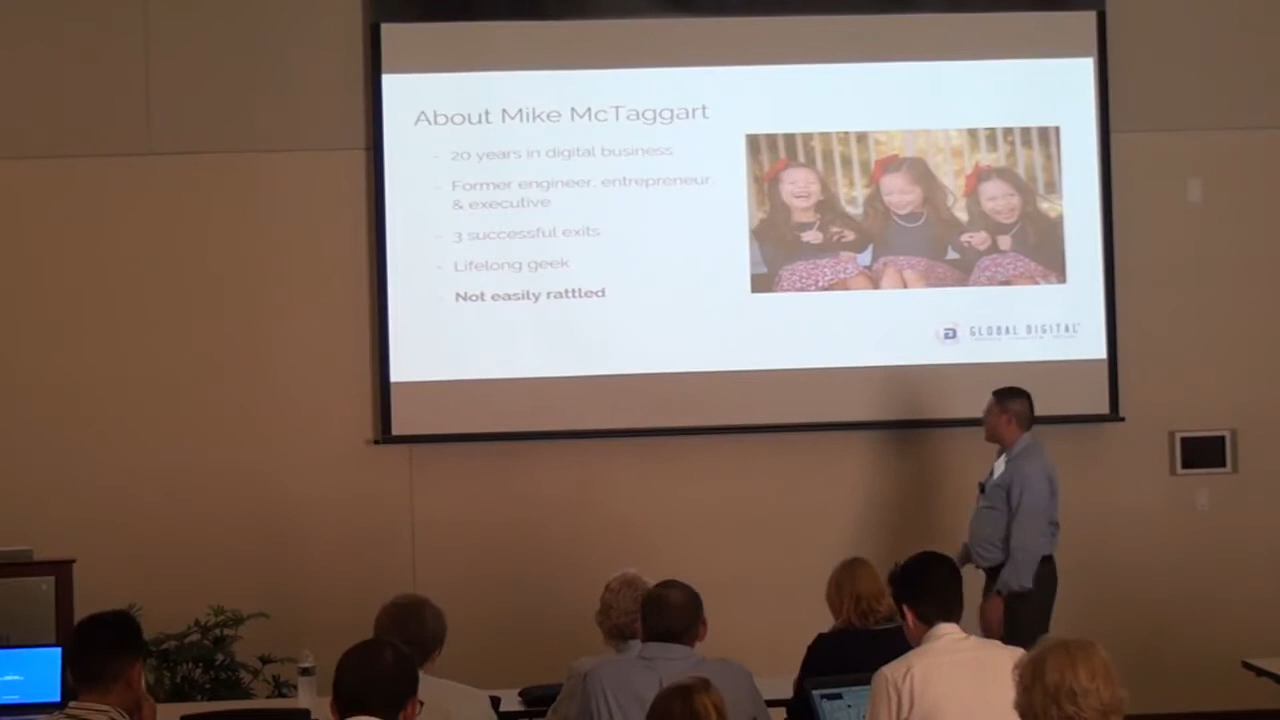 About Mike McTaggart
- 20 years in digital business
- Former engineer, entrepreneur,
& executive
- 3 successful exits
- Lifelong geek
- Not easily rattled
GLOBAL DIGITAL